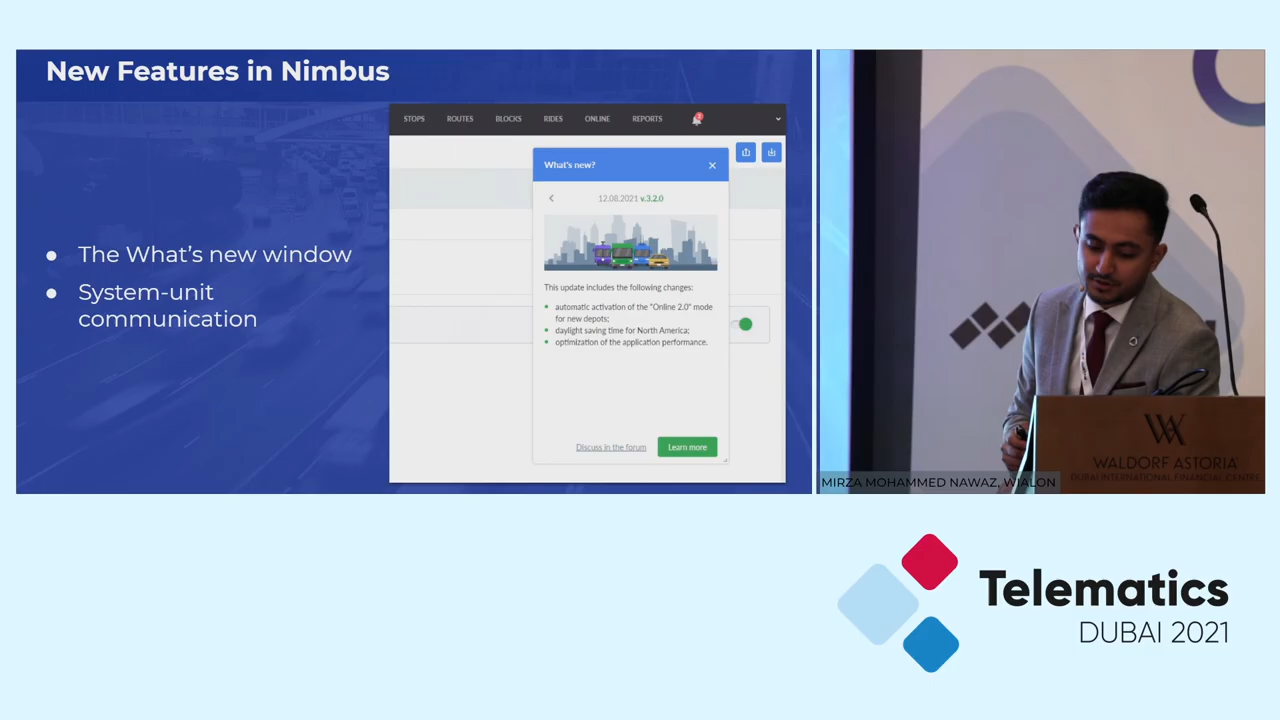 New Features in Nimbus
STOPS ROUTES BLOCKS RIDES ONLINE REPORTS 2
What's new?
12.08.2021 v.3.2.0
This update includes the following changes:
automatic activation of the "Online 2.0" mode
for new depots;
daylight saving time for North America;
optimization of the application performance.
Discuss in the forum Learn more
The What's new window
System-unit
communication
WALDORF ASTORIA
DUBAI INTERNATIONAL FINANCIAL CENTRE
MIRZA MOHAMMED NAWAZ, WIALON
Telematics
DUBAI 2021